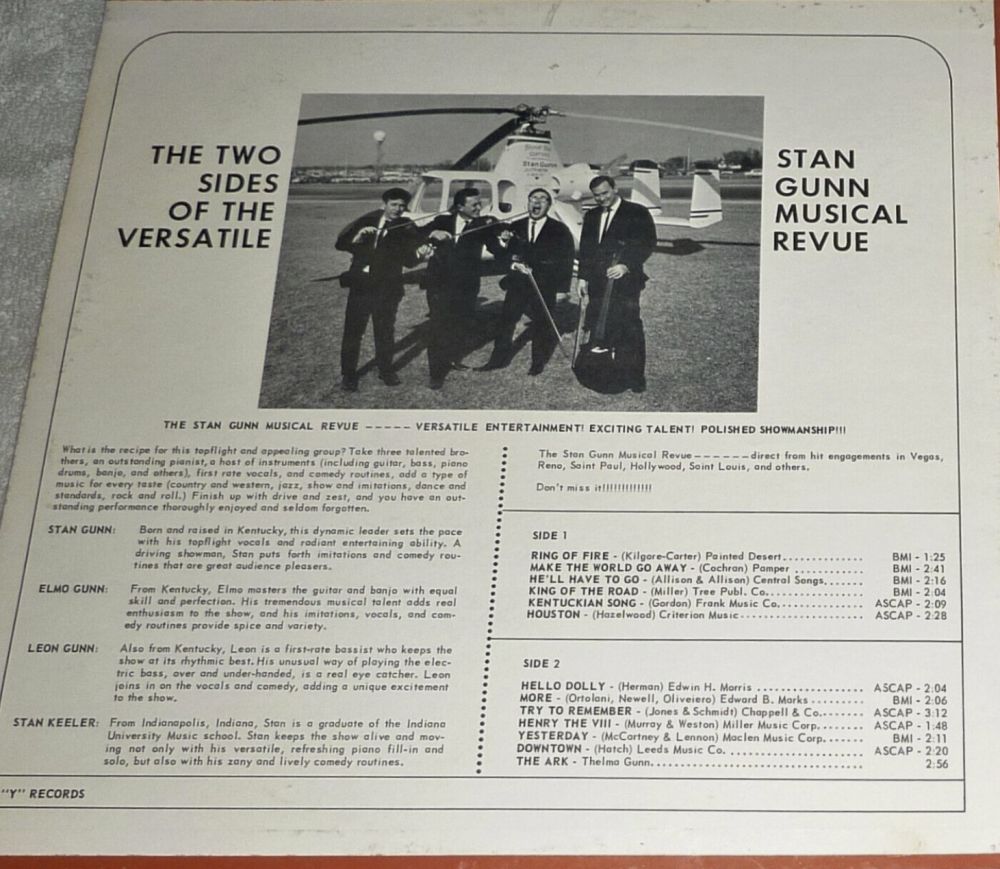 THE TWO
SIDES
OF THE
VERSATILE
STAN
GUNN
MUSICAL
REVUE
Stan Gunn
THE STAN GUNN MUSICAL REVUE ----- VERSATILE ENTERTAINMENT! EXCITING TALENT! POLISHED SHOWMANSHIP!!!
What is the recipe for this topflight and appealing group? Take three talented bro-
thers, an outstanding pianist, a host of instruments (including guitar, bass, piano
drums, banjo, and others), first rate vocals, and comedy routines, add a type of
music for every taste (country and western, jazz, show and imitations, dance and
standards, rock and roll.) Finish up with drive and zest, and you have an out-
standing performance thoroughly enjoyed and seldom forgotten.
STAN GUNN: Born and raised in Kentucky, this dynamic leader sets the pace
with his topflight vocals and radiant entertaining ability. A
driving showman, Stan puts forth imitations and comedy rou-
tines that are great audience pleasers.
ELMO GUNN: From Kentucky, Elmo masters the guitar and banjo with equal
skill and perfection. His tremendous musical talent adds real
enthusiasm to the show, and his imitations, vocals, and com-
edy routines provide spice and variety.
LEON GUNN: Also from Kentucky, Leon is a first-rate bassist who keeps the
show at its rhythmic best. His unusual way of playing the elec-
tric bass, over and under-handed, is a real eye catcher. Leon
joins in on the vocals and comedy, adding a unique excitement
to the show.
STAN KEELER: From Indianapolis, Indiana, Stan is a graduate of the Indiana
University Music school. Stan keeps the show alive and mov-
ing not only with his versatile, refreshing piano fill-in and
solo, but also with his zany and lively comedy routines.
The Stan Gunn Musical Revue ------direct from hit engagements in Vegas,
Reno, Saint Paul, Hollywood, Saint Louis, and others.
Don't miss it!!!!!!!!!!!!!
SIDE 1
RING OF FIRE - (Kilgore-Carter) Painted Desert............... BMI - 1:25
MAKE THE WORLD GO AWAY - (Cochran) Pamper ............... BMI - 2:41
HE'LL HAVE TO GO - (Allison & Allison) Central Songs....... BMI - 2:16
KING OF THE ROAD - (Miller) Tree Publ. Co.................. BMI - 2:04
KENTUCKIAN SONG - (Gordon) Frank Music Co............... ASCAP - 2:09
HOUSTON - (Hazelwood) Criterion Music...................... ASCAP - 2:28
SIDE 2
HELLO DOLLY - (Herman) Edwin H. Morris ................. ASCAP - 2:04
MORE - (Ortolani, Newell, Oliveiero) Edward B. Marks ......... BMI - 2:06
TRY TO REMEMBER - (Jones & Schmidt) Chappell & Co....... ASCAP - 3:12
HENRY THE VIII - (Murray & Weston) Miller Music Corp....... ASCAP - 1:48
YESTERDAY - (McCartney & Lennon) Maclen Music Corp....... BMI - 2:11
DOWNTOWN - (Hatch) Leeds Music Co. ..................... ASCAP - 2:20
THE ARK - Thelma Gunn.................................... 2:56
"Y" RECORDS